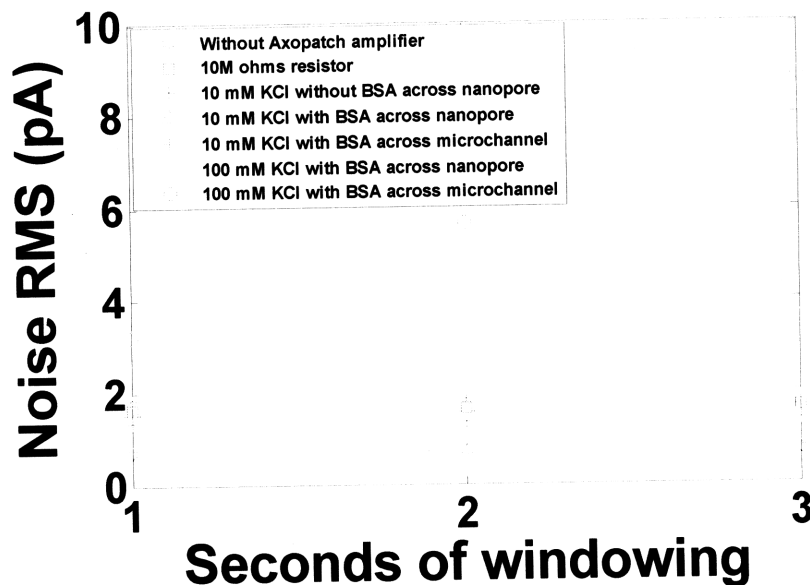 10
8
6
4
2
0
Noise RMS (pA)
Without Axopatch amplifier
10M ohms resistor
10 mM KCl without BSA across nanopore
10 mM KCl with BSA across nanopore
10 mM KCl with BSA across microchannel
100 mM KCl with BSA across nanopore
100 mM KCl with BSA across microchannel
1
2
3
Seconds of windowing